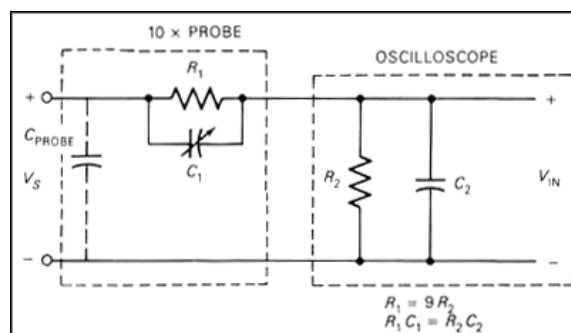 10 × PROBE
OSCILLOSCOPE
R1
+
+
CPROBE
C1
VS
R2
C2
VIN
−
−
R1 = 9 R2
R1 C1 = R2 C2